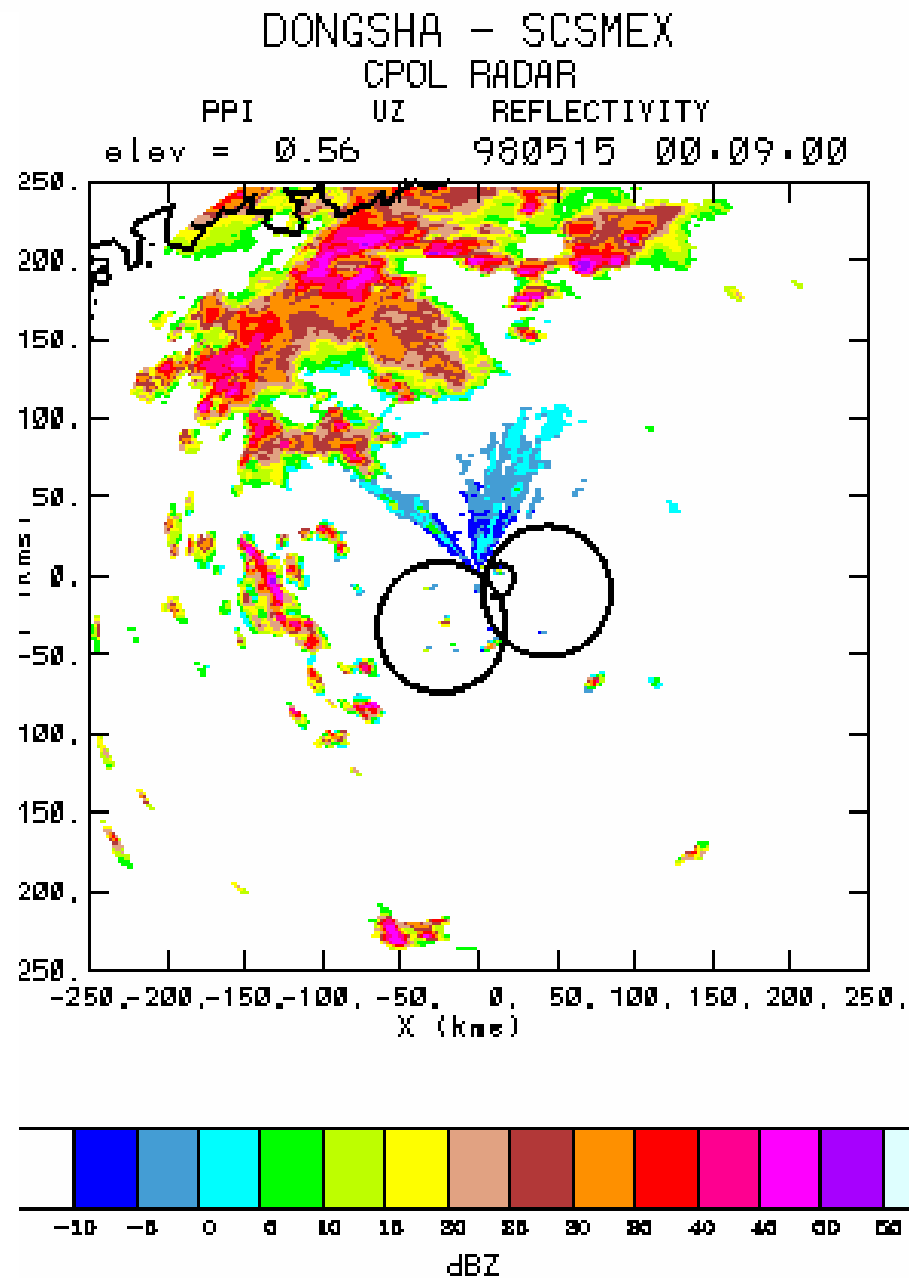 DONGSHA - SCSMEX
CPOL RADAR
PPI UZ REFLECTIVITY
elev = 0.56 980515 00:09:00
250.
200.
150.
100.
50.
0.
-50.
100.
150.
200.
250.
-250. -200. -150. -100. -50. 0. 50. 100. 150. 200. 250.
X (kms)
-10 -5 0 5 10 15 20 25 30 35 40 45 50 55
dBZ